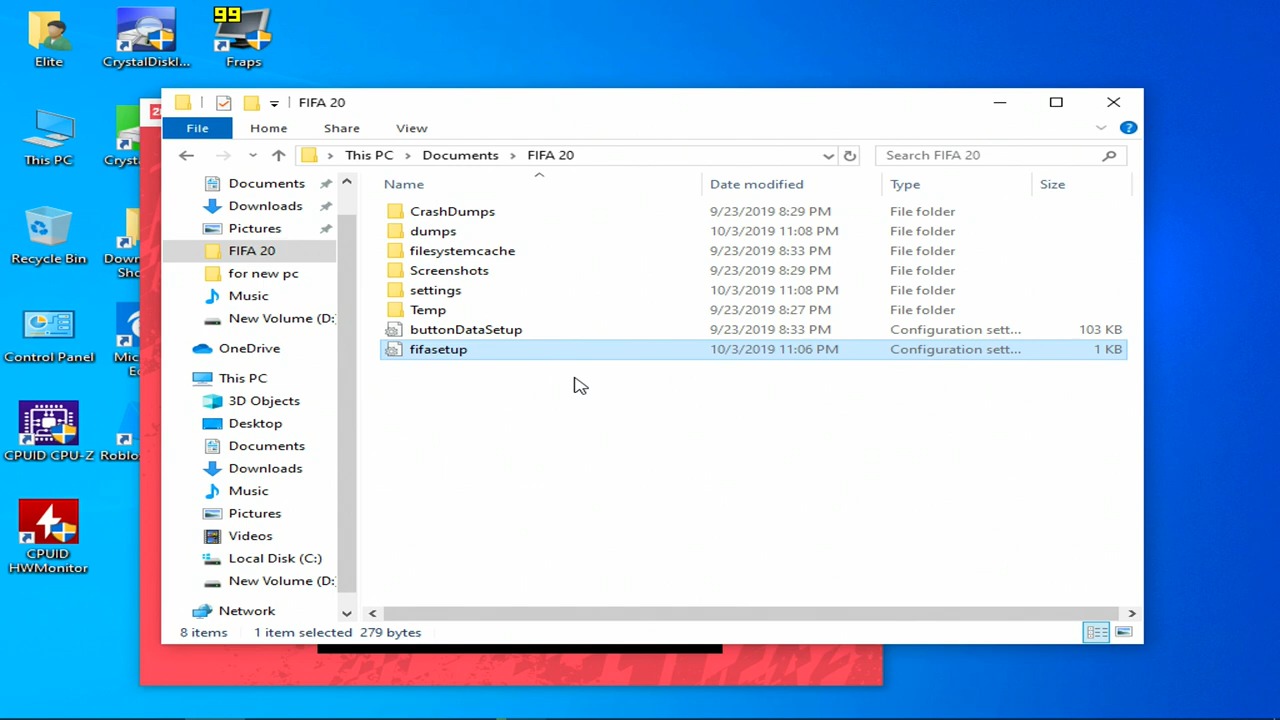 99
Elite
CrystalDiskI...
Fraps
This PC
Cryst
Recycle Bin
Down
Sho
Control Panel
Mic
Ec
CPUID CPU-Z
Roblo
CPUID
HWMonitor
FIFA 20
File
Home
Share
View
This PC
Documents
FIFA 20
Search FIFA 20
Documents
Downloads
Pictures
FIFA 20
for new pc
Music
New Volume (D:
OneDrive
This PC
3D Objects
Desktop
Documents
Downloads
Music
Pictures
Videos
Local Disk (C:)
New Volume (D:
Network
Name Date modified Type Size
CrashDumps 9/23/2019 8:29 PM File folder
dumps 10/3/2019 11:08 PM File folder
filesystemcache 9/23/2019 8:33 PM File folder
Screenshots 9/23/2019 8:29 PM File folder
settings 10/3/2019 11:08 PM File folder
Temp 9/23/2019 8:27 PM File folder
buttonDataSetup 9/23/2019 8:33 PM Configuration sett... 103 KB
fifasetup 10/3/2019 11:06 PM Configuration sett... 1 KB
8 items 1 item selected 279 bytes